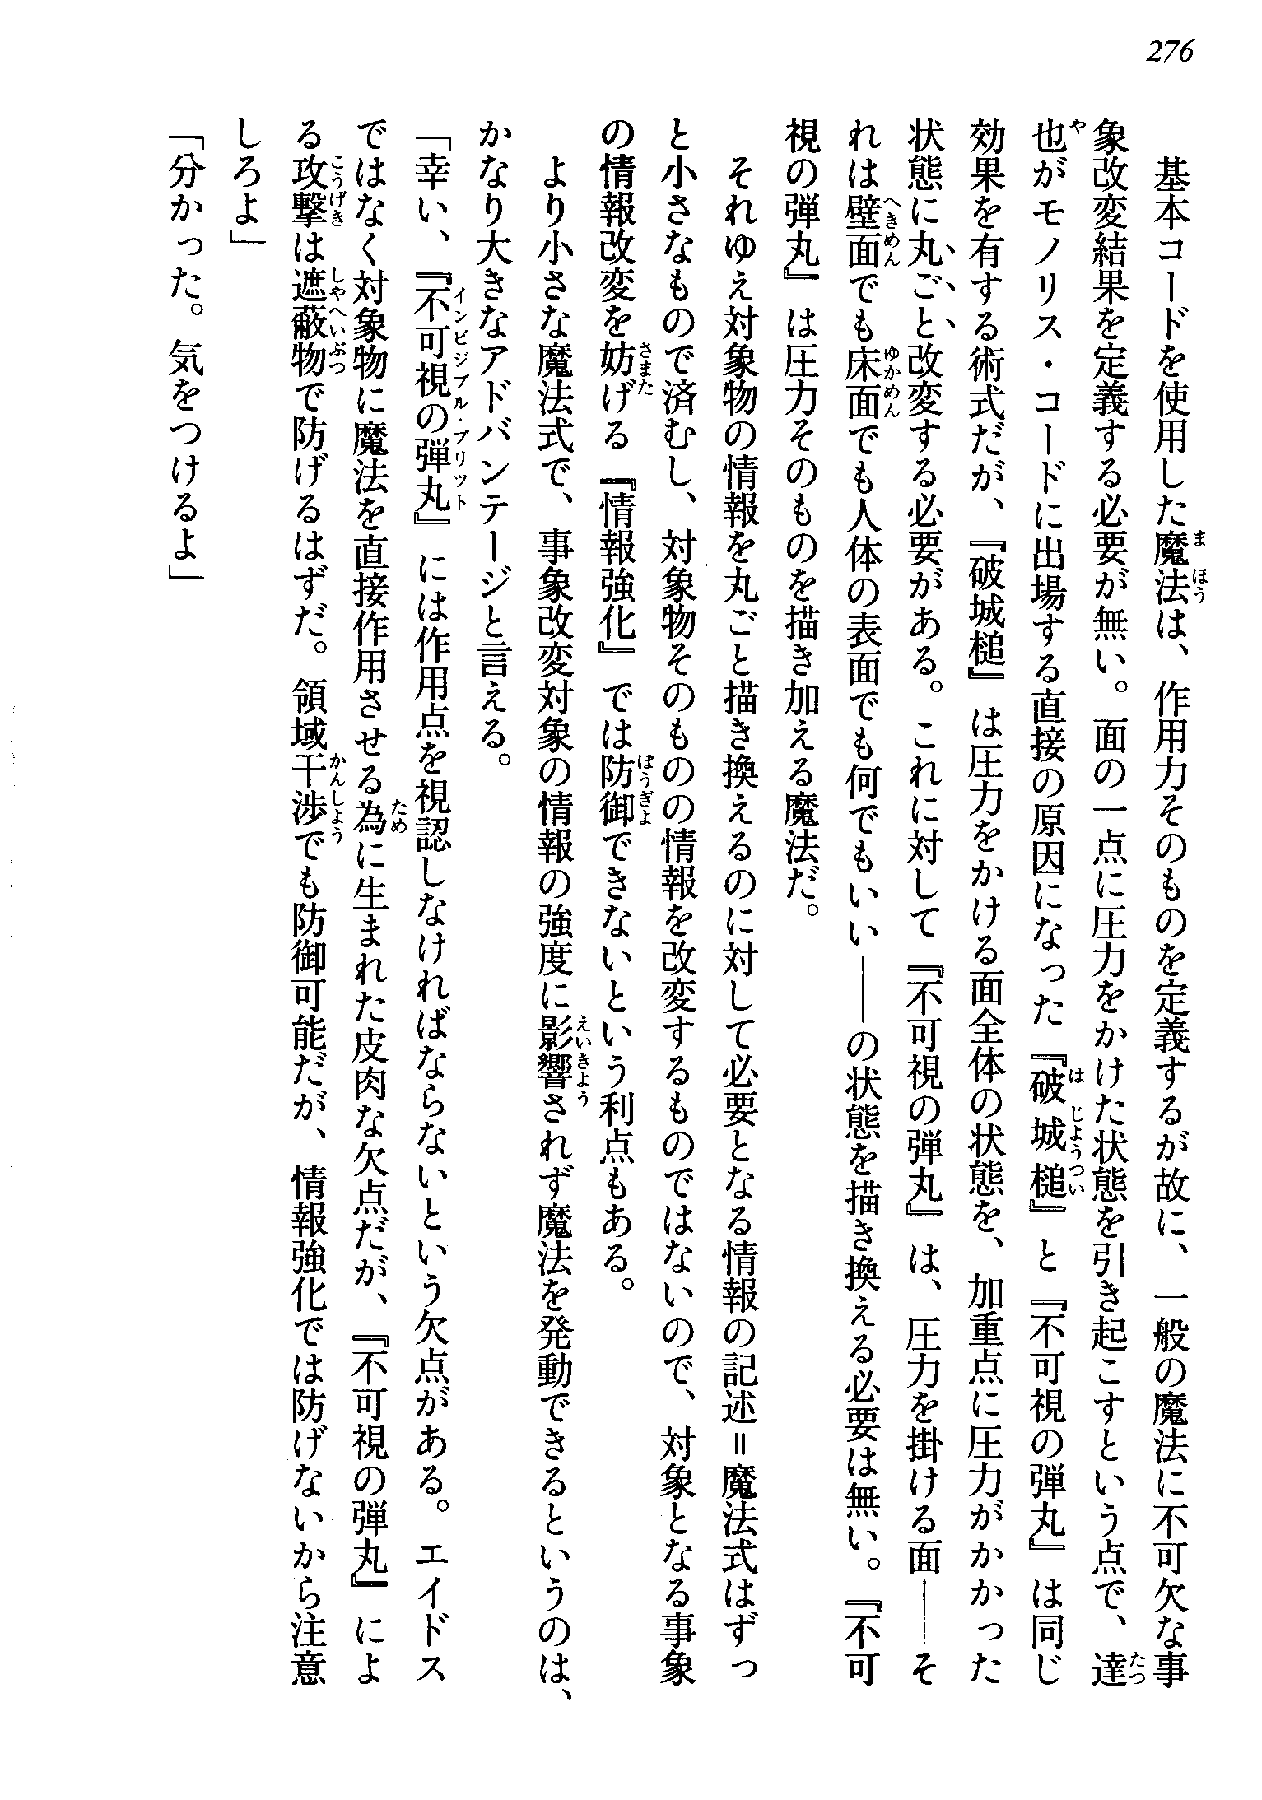 276
基本コードを使用した魔法は、作用力そのものを定義するが故に、一般の魔法に不可欠な事
象改変結果を定義する必要が無い。面の一点に圧力をかけた状態を引き起こすという点で、達
也がモノリス・コードに出場する直接の原因になった『破城槌』と『不可視の弾丸』は同じ
効果を有する術式だが、『破城槌』は圧力をかける面全体の状態を、加重点に圧力がかかった
状態に丸ごと改変する必要がある。これに対して『不可視の弾丸』は、圧力を掛ける面――そ
れは壁面でも床面でも人体の表面でも何でもいい――の状態を描き換える必要は無い。『不可
視の弾丸』は圧力そのものを描き加える魔法だ。
それゆえ対象物の情報を丸ごと描き換えるのに対して必要となる情報の記述＝魔法式はずっ
と小さなもので済むし、対象物そのものの情報を改変するものではないので、対象となる事象
の情報改変を妨げる『情報強化』では防御できないという利点もある。
より小さな魔法式で、事象改変対象の情報の強度に影響されず魔法を発動できるというのは、
かなり大きなアドバンテージと言える。
「幸い、『不可視の弾丸』には作用点を視認しなければならないという欠点がある。エイドス
ではなく対象物に魔法を直接作用させる為に生まれた皮肉な欠点だが、『不可視の弾丸』によ
る攻撃は遮蔽物で防げるはずだ。領域干渉でも防御可能だが、情報強化では防げないから注意
しろよ」
「分かった。気をつけるよ」